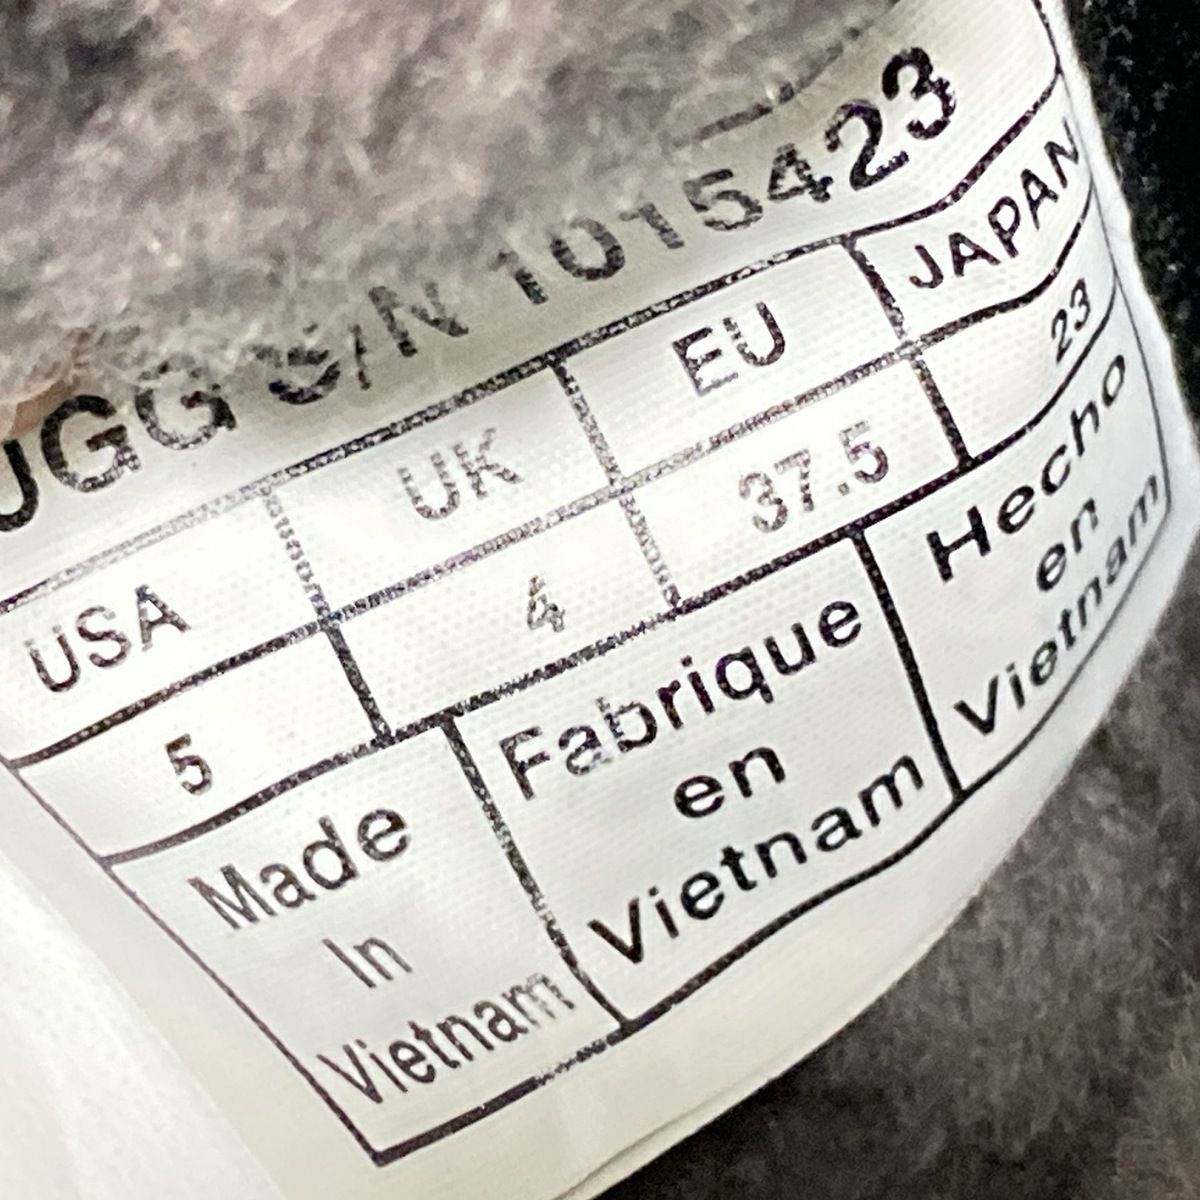 UGG S/N 1015423
USA UK EU JAPAN
5 4 37.5 23
Made
In
Vietnam
Fabrique
en
Vietnam
Hecho
en
Vietnam